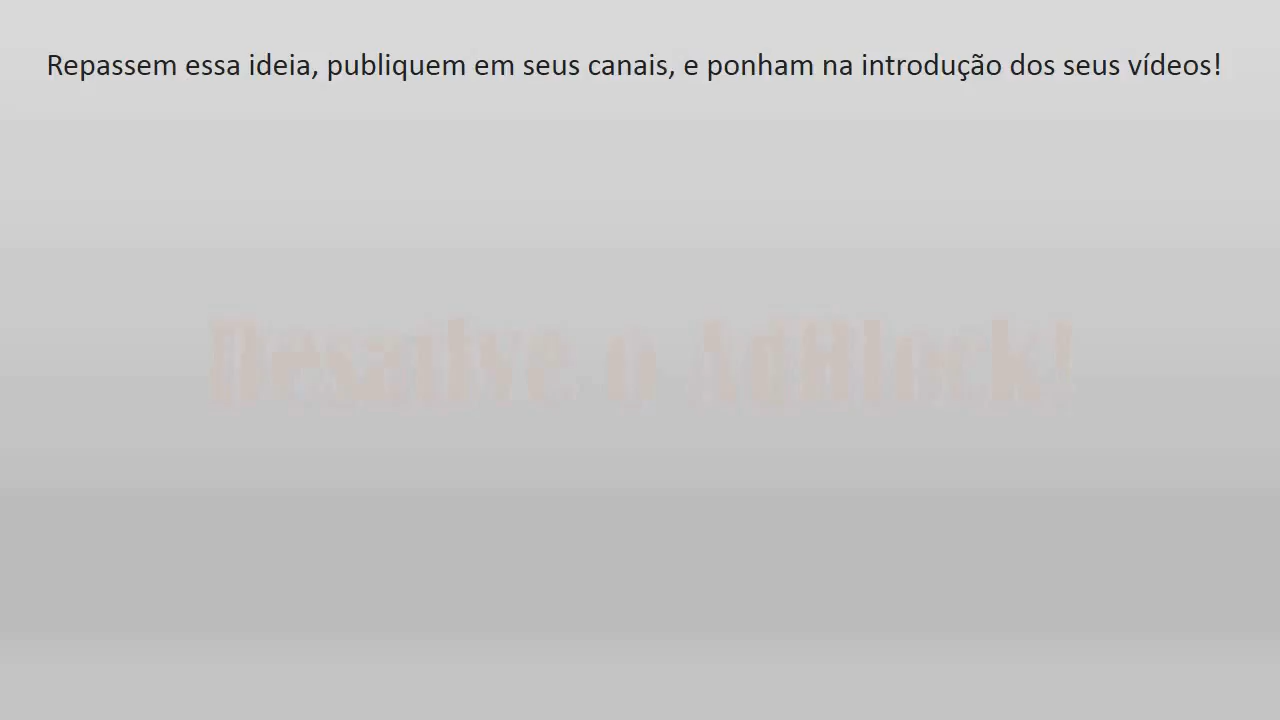 Repassem essa ideia, publiquem em seus canais, e ponham na introdução dos seus vídeos!
Desative o AdBlock!